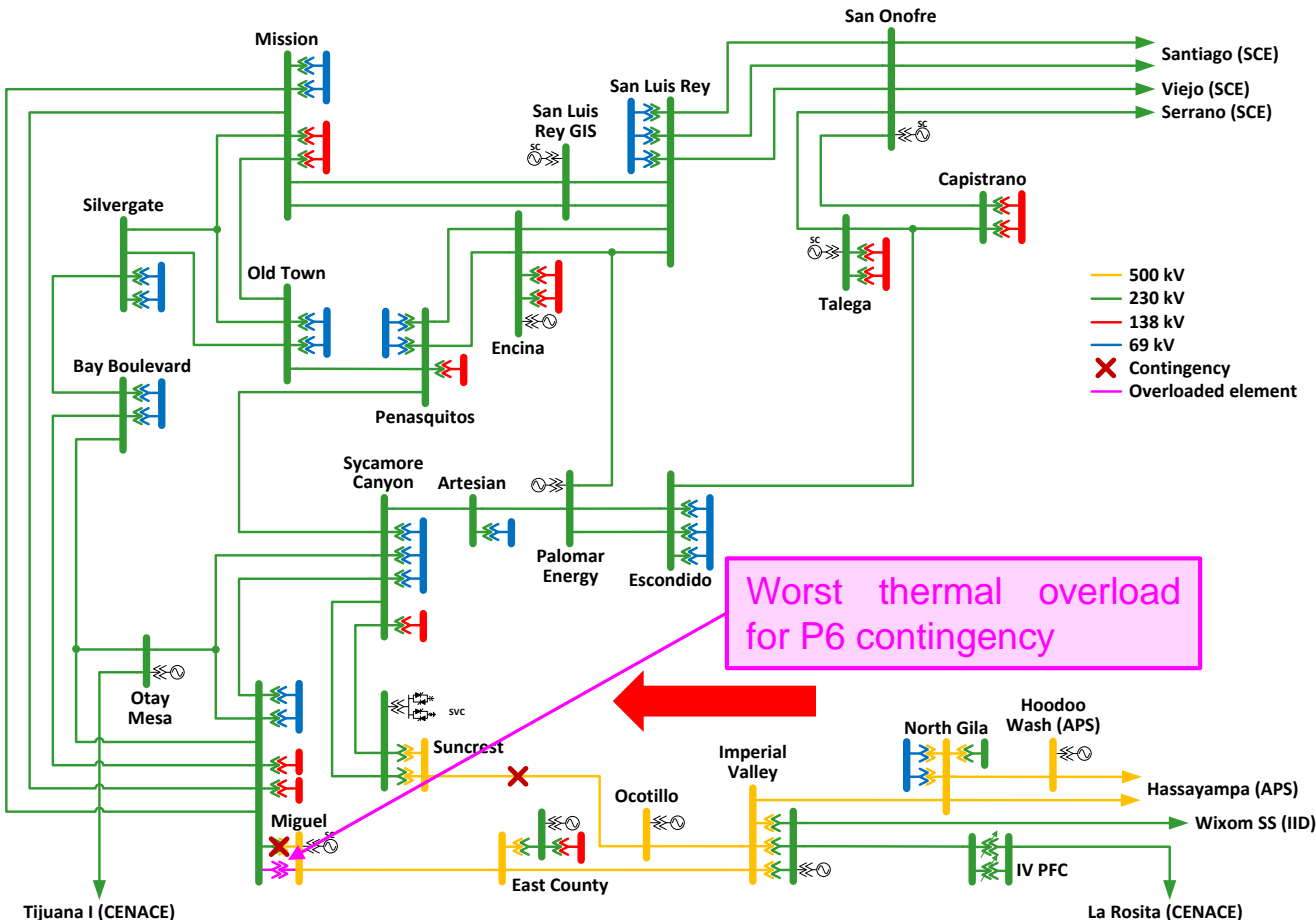 San Onofre
Mission
Santiago (SCE)
San Luis Rey
San Luis
Rey GIS
Viejo (SCE)
Serrano (SCE)
SC
SC
Capistrano
Silvergate
SC
Old Town
500 kV
230 kV
138 kV
69 kV
Contingency
Overloaded element
Talega
Encina
Bay Boulevard
Penasquitos
Sycamore
Canyon
Artesian
Palomar
Energy
Escondido
Worst thermal overload
for P6 contingency
Otay
Mesa
SVC
Suncrest
Hoodoo
Wash (APS)
North Gila
Imperial
Valley
Hassayampa (APS)
Ocotillo
Miguel
SC
Wixom SS (IID)
IV PFC
East County
Tijuana I (CENACE)
La Rosita (CENACE)